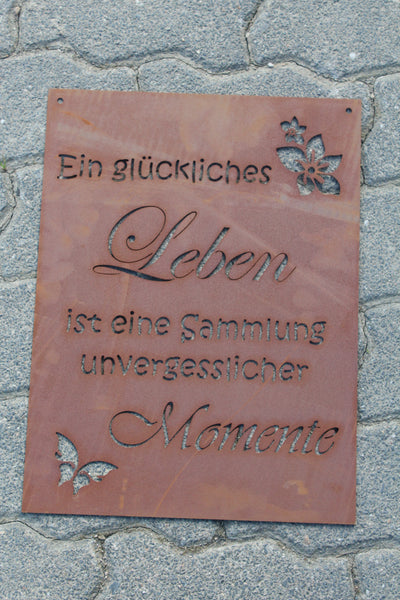 Ein glückliches
Leben
ist eine Sammlung
unvergesslicher
Momente